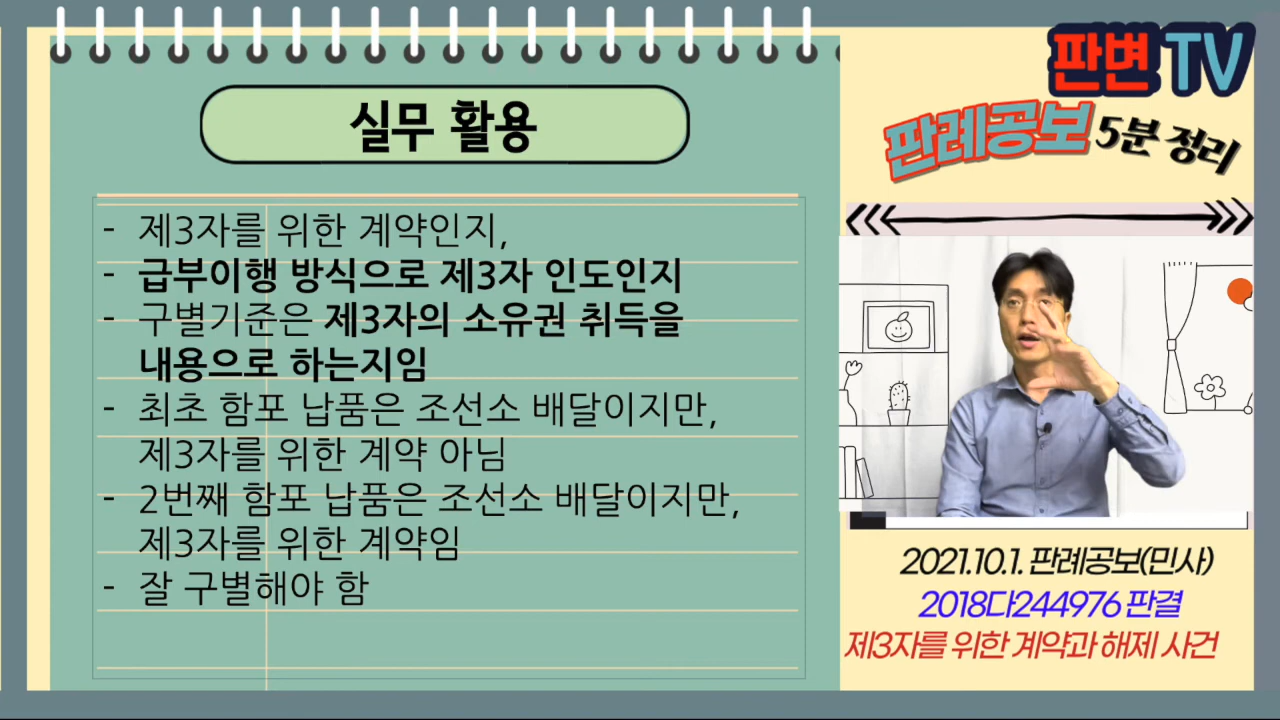 실무 활용
- 제3자를 위한 계약인지,
- 급부이행 방식으로 제3자 인도인지
- 구별기준은 제3자의 소유권 취득을
내용으로 하는지임
- 최초 함포 납품은 조선소 배달이지만,
제3자를 위한 계약 아님
- 2번째 함포 납품은 조선소 배달이지만,
제3자를 위한 계약임
- 잘 구별해야 함
판변 TV
판례공보 5분 정리
2021.10.1. 판례공보(민사)
2018다244976 판결
제3자를 위한 계약과 해제 사건